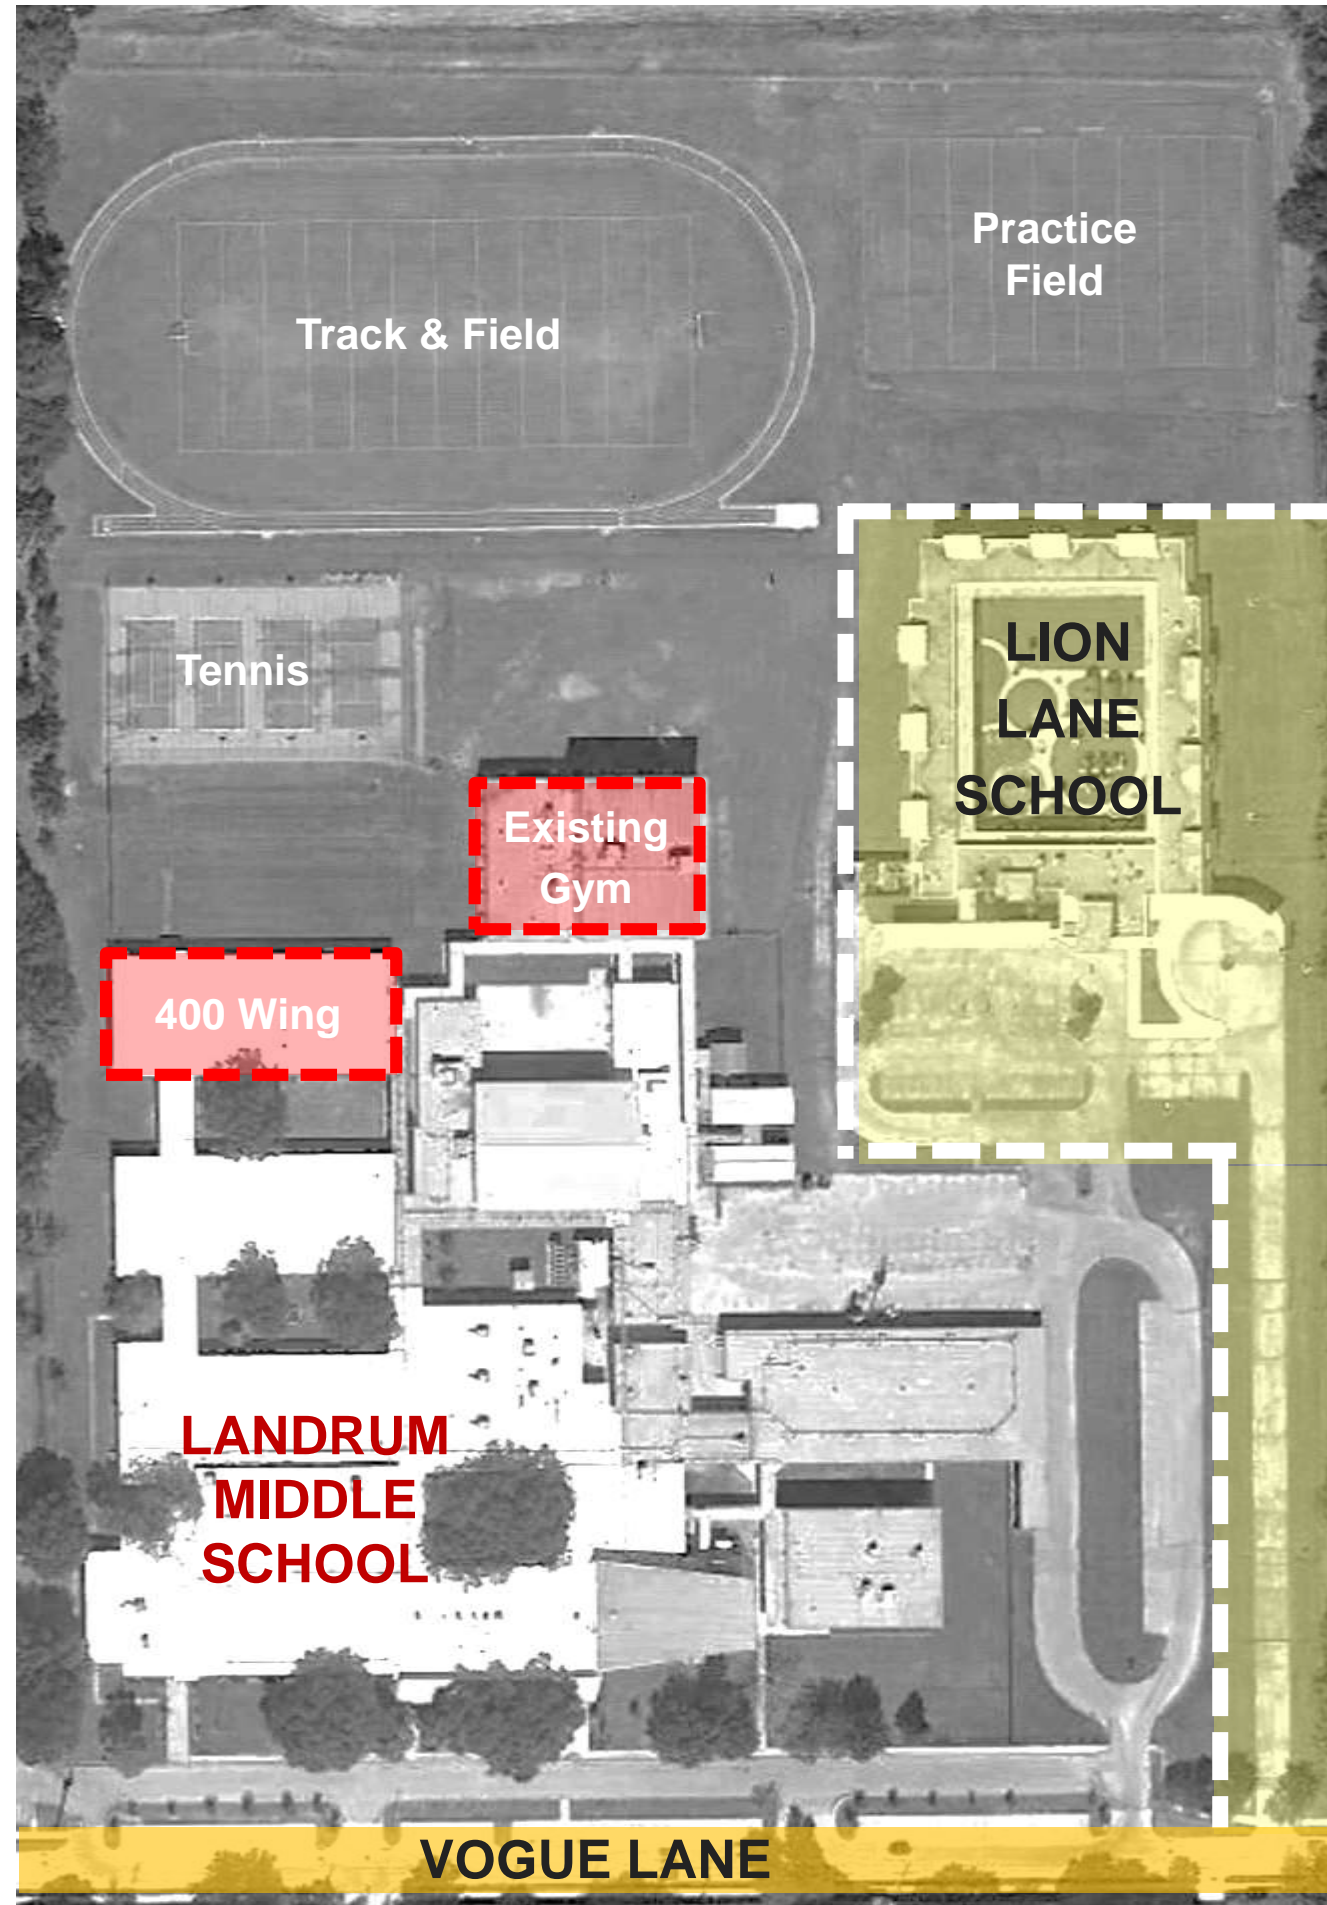 Practice
Field
Track & Field
LION
LANE
SCHOOL
Tennis
Existing
Gym
400 Wing
LANDRUM
MIDDLE
SCHOOL
VOGUE LANE